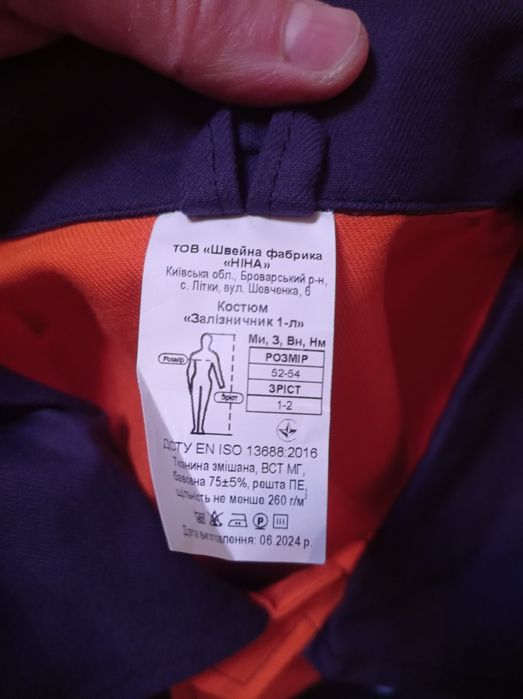 ТОВ «Швейна фабрика
«НІНА»
Київська обл., Броварський р-н,
с. Літки, вул. Шевченка, 6
Костюм
«Залізничник 1-л»
Розмір
Зріст
Ми, З, Вн, Нм
РОЗМІР
52-54
ЗРІСТ
1-2
ДСТУ EN ISO 13688:2016
Тканина змішана, ВСТ МГ,
бавовна 75±5%, решта ПЕ,
щільність не менше 260 г/м²
P
Дата виготовлення: 06.2024 р.